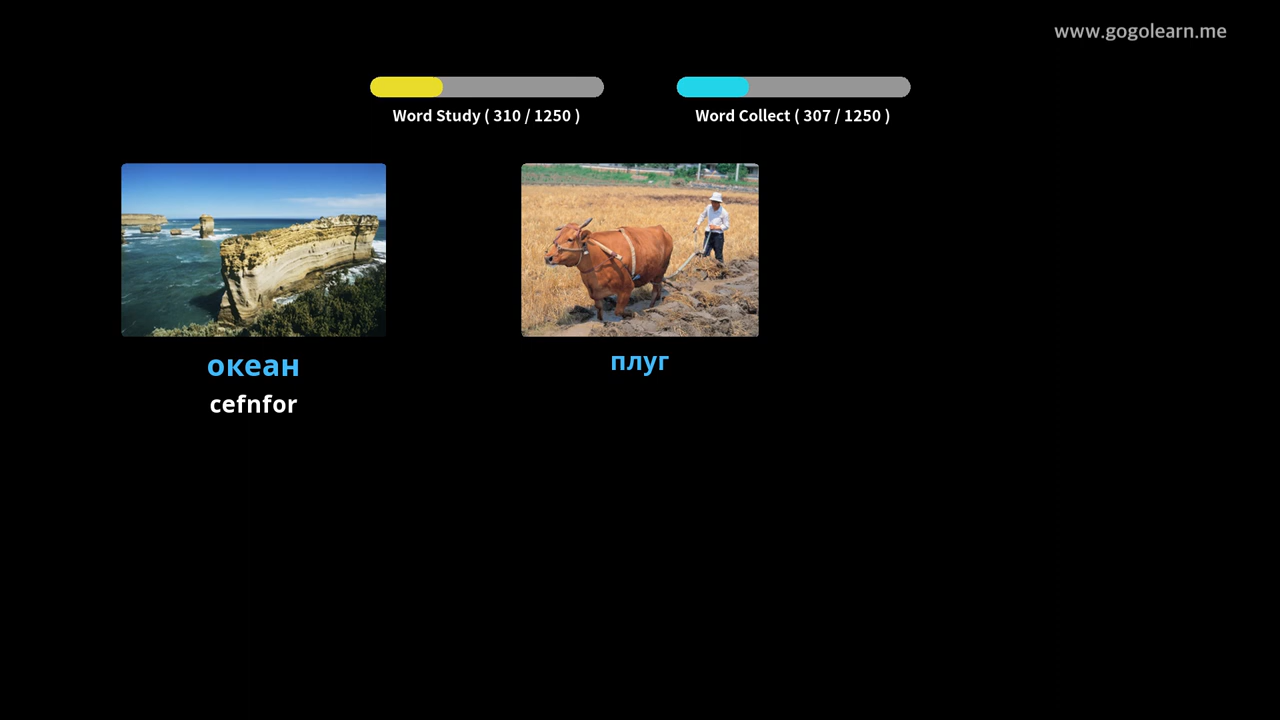 www.gogolearn.me
Word Study ( 310 / 1250 )
Word Collect ( 307 / 1250 )
океан
cefnfor
плуг